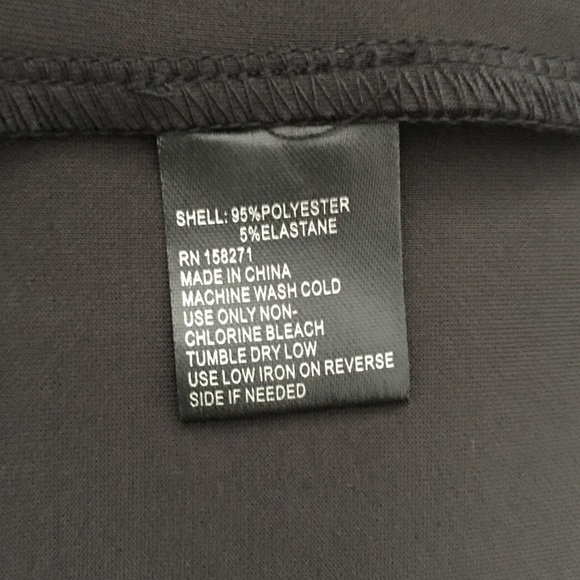 SHELL: 95%POLYESTER
5%ELASTANE
RN 158271
MADE IN CHINA
MACHINE WASH COLD
USE ONLY NON-
CHLORINE BLEACH
TUMBLE DRY LOW
USE LOW IRON ON REVERSE
SIDE IF NEEDED